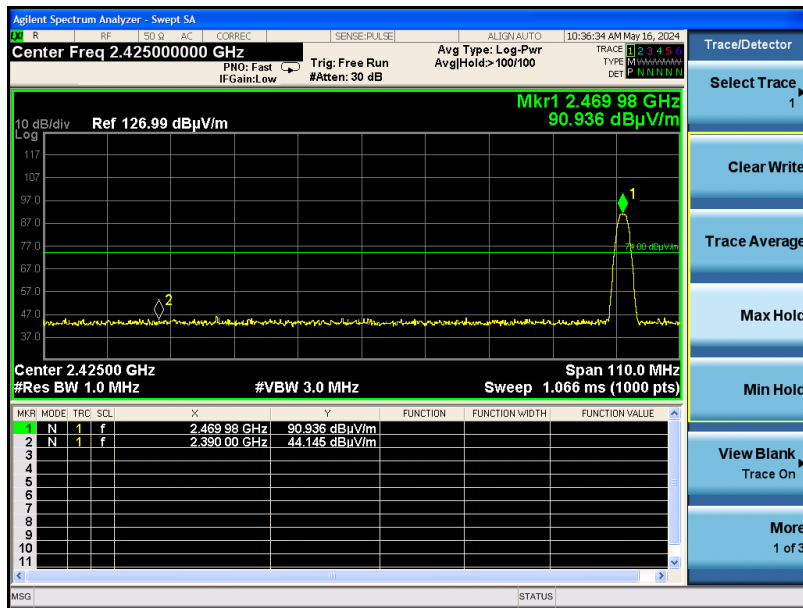 Agilent Spectrum Analyzer - Swept SA
LXI R RF 50 Ω AC CORREC SENSE:PULSE ALIGN AUTO 10:36:34 AM May 16, 2024
Center Freq 2.425000000 GHz
PNO: Fast
IFGain:Low
Trig: Free Run
#Atten: 30 dB
Avg Type: Log-Pwr
Avg|Hold:>100/100
TRACE 1 2 3 4 5 6
TYPE M WWWWW
DET P N N N N N
Mkr1 2.469 98 GHz
90.936 dBµV/m
10 dB/div Ref 126.99 dBµV/m
Log
117
107
97.0
87.0
77.0
67.0
57.0
47.0
37.0
1
74.00 dBµV/m
2
Center 2.42500 GHz Span 110.0 MHz
#Res BW 1.0 MHz #VBW 3.0 MHz Sweep 1.066 ms (1000 pts)
MKR MODE TRC SCL X Y FUNCTION FUNCTION WIDTH FUNCTION VALUE
1 N 1 f 2.469 98 GHz 90.936 dBµV/m
2 N 1 f 2.390 00 GHz 44.145 dBµV/m
3
4
5
6
7
8
9
10
11
MSG STATUS
Trace/Detector
Select Trace
1
Clear Write
Trace Average
Max Hold
Min Hold
View Blank
Trace On
More
1 of 3